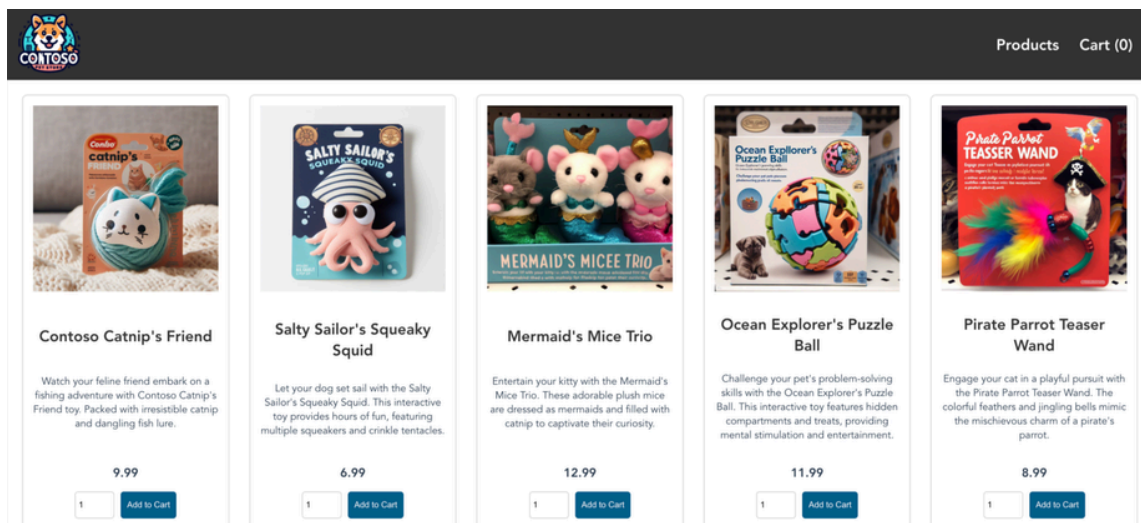 CONTOSO
Products Cart (0)
Combo
catnip's
FRIEND
SALTY SAILOR'S
SQUEAKY SQUID
MERMAID'S MICEE TRIO
Ocean Expllorer's
Puzzle Ball
Pirate Parrot
TEASSER WAND
Contoso Catnip's Friend
Watch your feline friend embark on a
fishing adventure with Contoso Catnip's
Friend toy. Packed with irresistible catnip
and dangling fish lure.
9.99
1 Add to Cart
Salty Sailor's Squeaky
Squid
Let your dog set sail with the Salty
Sailor's Squeaky Squid. This interactive
toy provides hours of fun, featuring
multiple squeakers and crinkle tentacles.
6.99
1 Add to Cart
Mermaid's Mice Trio
Entertain your kitty with the Mermaid's
Mice Trio. These adorable plush mice
are dressed as mermaids and filled with
catnip to captivate their curiosity.
12.99
1 Add to Cart
Ocean Explorer's Puzzle
Ball
Challenge your pet's problem-solving
skills with the Ocean Explorer's Puzzle
Ball. This interactive toy features hidden
compartments and treats, providing
mental stimulation and entertainment.
11.99
1 Add to Cart
Pirate Parrot Teaser
Wand
Engage your cat in a playful pursuit with
the Pirate Parrot Teaser Wand. The
colorful feathers and jingling bells mimic
the mischievous charm of a pirate's
parrot.
8.99
1 Add to Cart